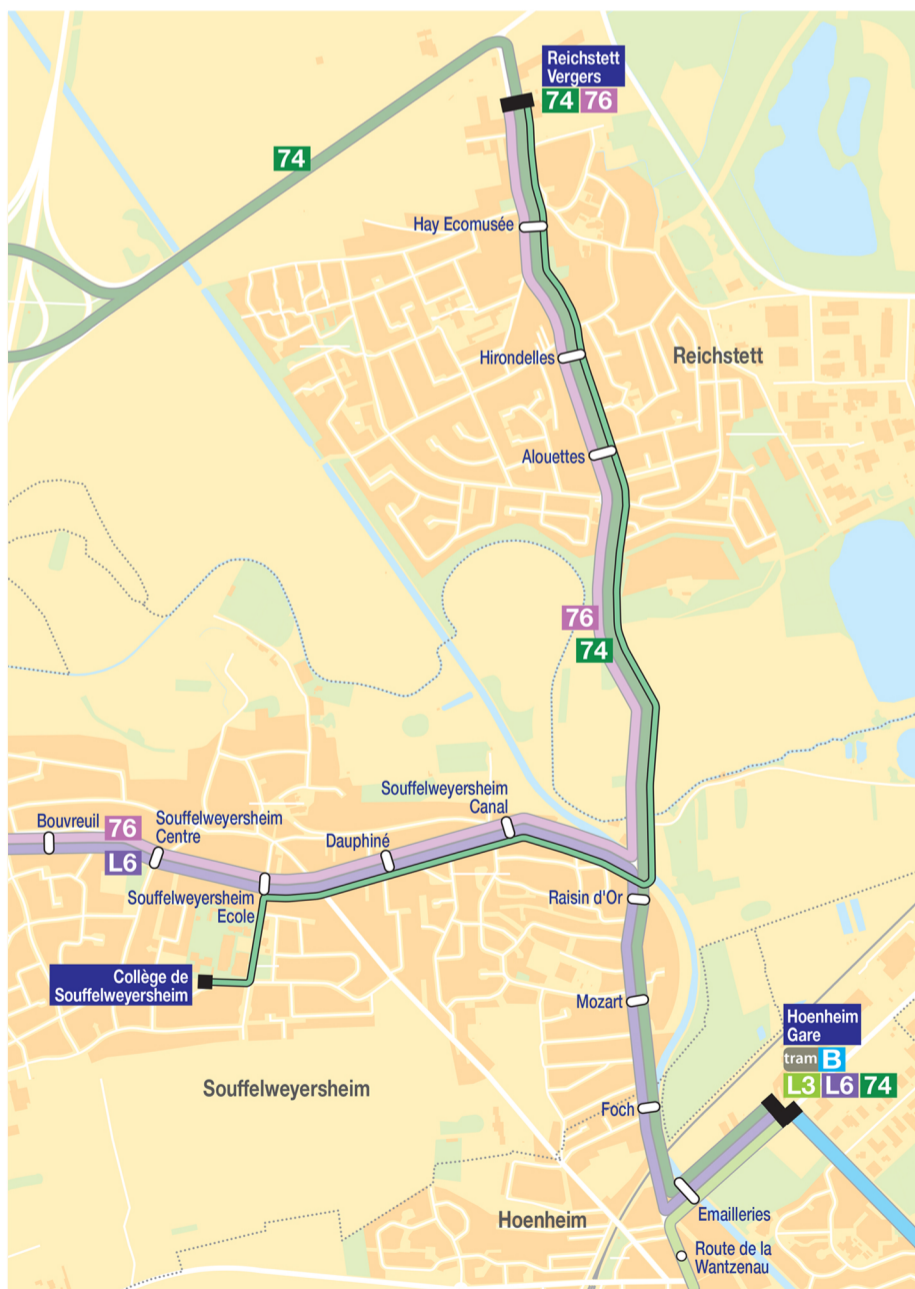 Reichstett
Vergers
74 76
74
Hay Ecomusée
Hirondelles
Reichstett
Alouettes
76
74
Souffelweyersheim
Canal
Bouvreuil
76
Souffelweyersheim
Centre
Dauphiné
L6
Souffelweyersheim
Ecole
Raisin d'Or
Collège de
Souffelweyersheim
Mozart
Hoenheim
Gare
tram B
L3 L6 74
Souffelweyersheim
Foch
Emailleries
Hoenheim
Route de la
Wantzenau